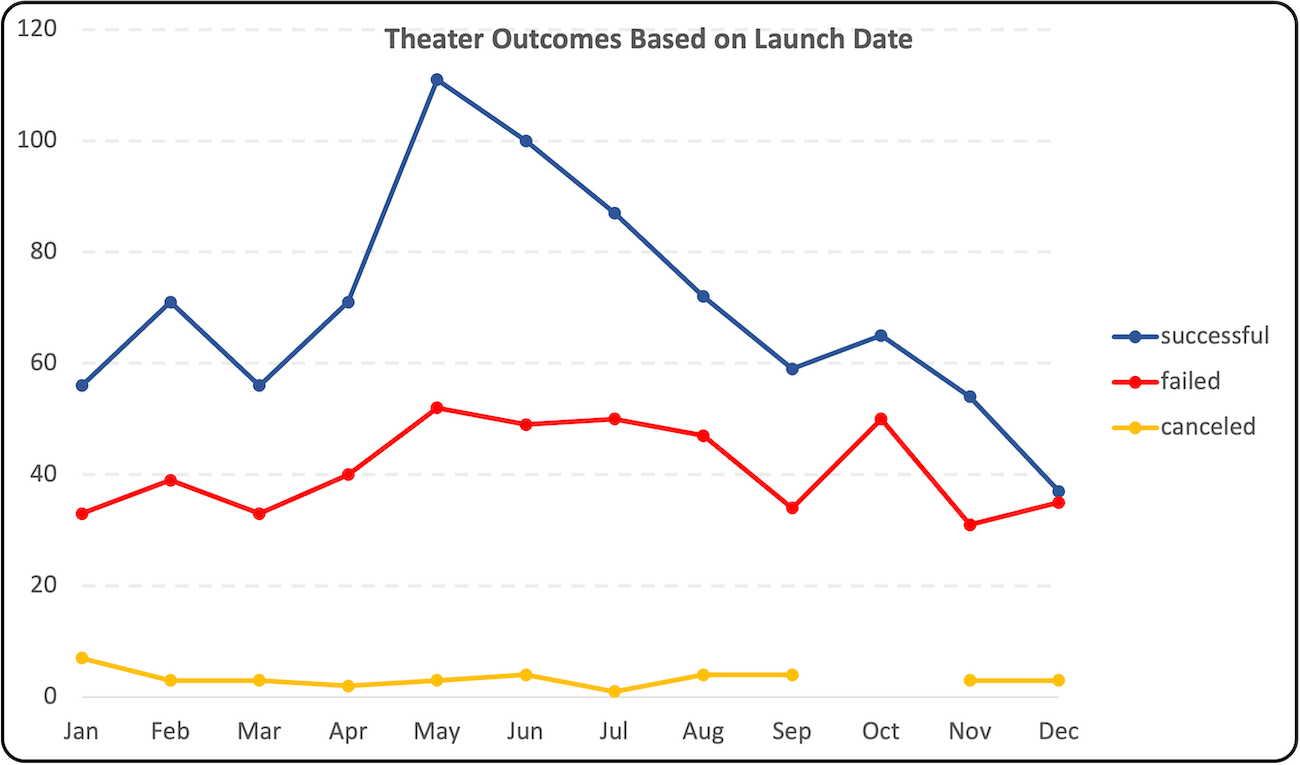 Theater Outcomes Based on Launch Date
120
100
80
60
40
20
0
Jan Feb Mar Apr May Jun Jul Aug Sep Oct Nov Dec
successful
failed
canceled